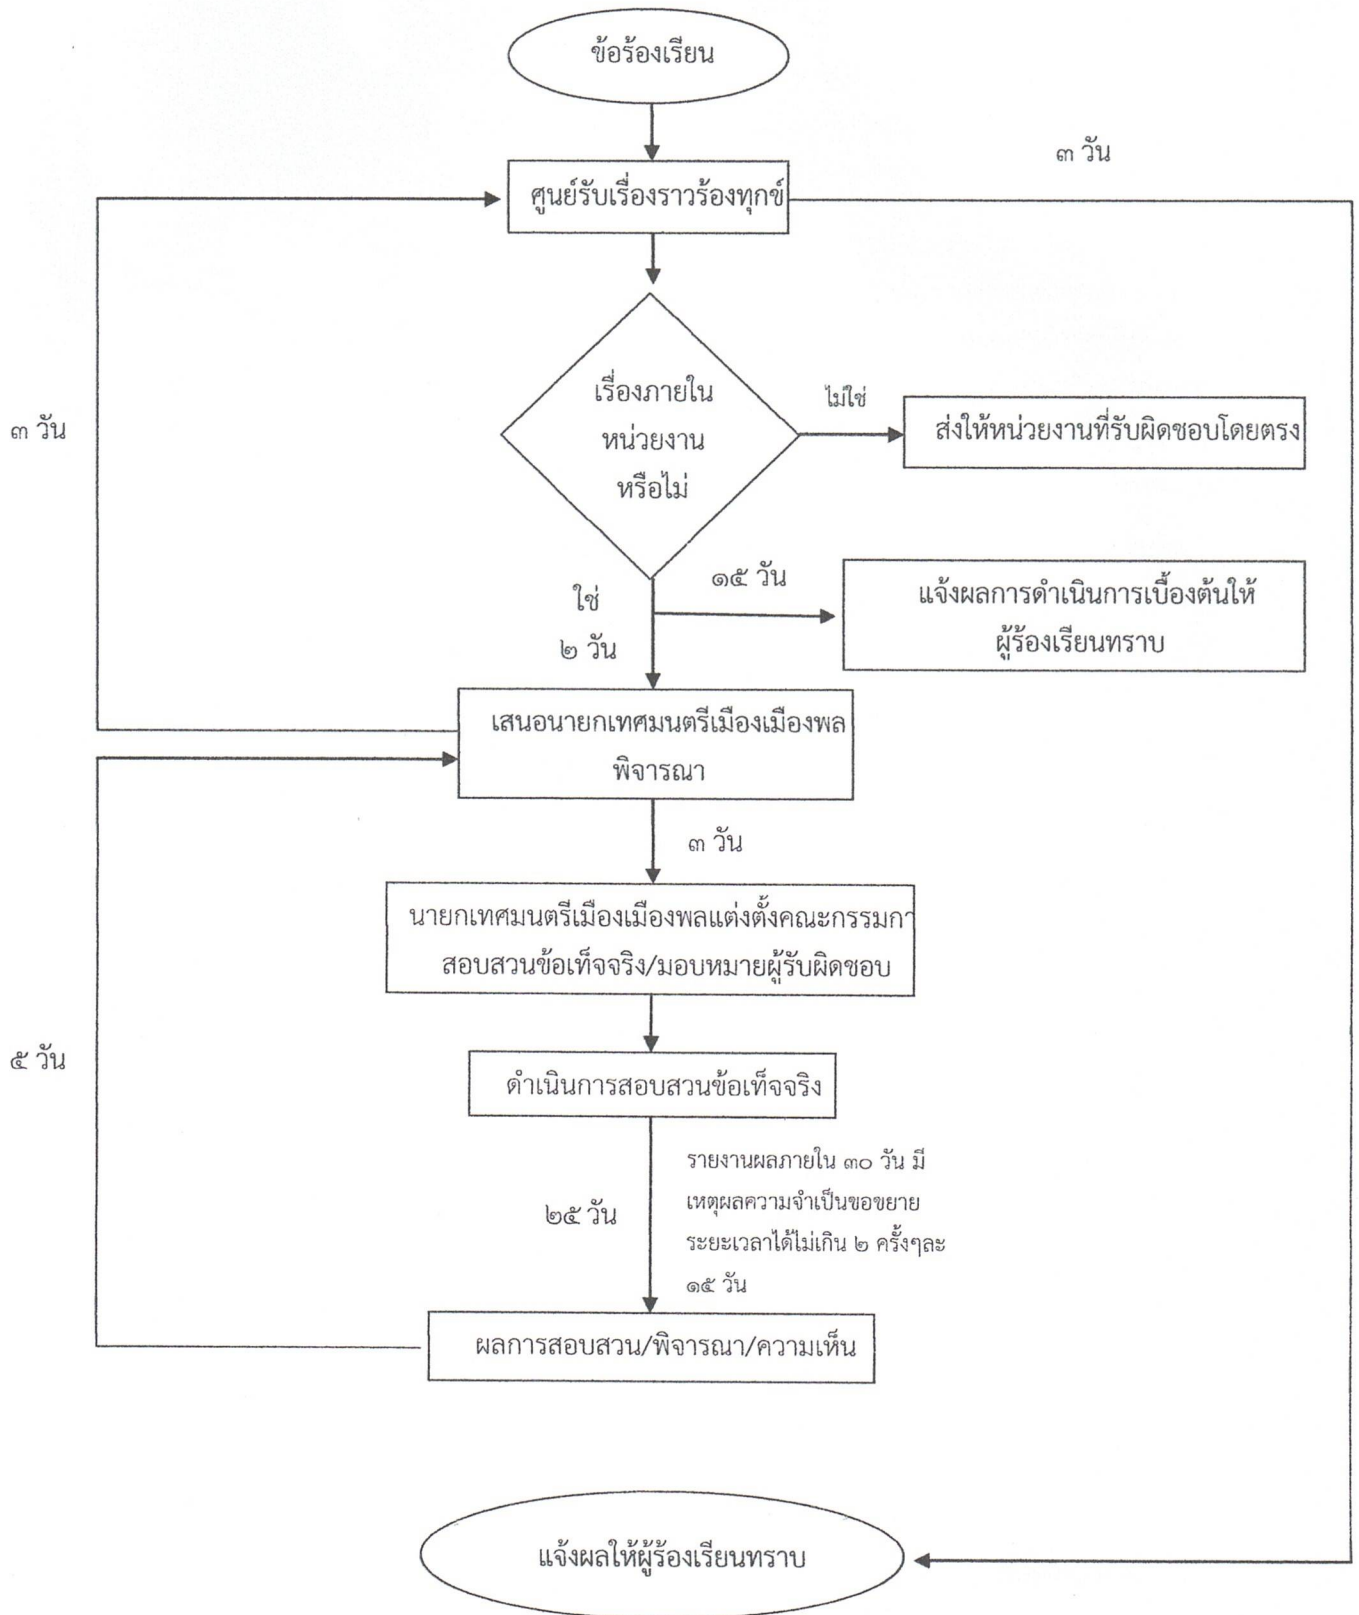 ข้อร้องเรียน
๓ วัน
ศูนย์รับเรื่องราวร้องทุกข์
เรื่องภายใน
หน่วยงาน
หรือไม่
ไม่ใช่
ส่งให้หน่วยงานที่รับผิดชอบโดยตรง
๓ วัน
๑๕ วัน
แจ้งผลการดำเนินการเบื้องต้นให้
ผู้ร้องเรียนทราบ
ใช่
๒ วัน
เสนอนายกเทศมนตรีเมืองเมืองพล
พิจารณา
๓ วัน
นายกเทศมนตรีเมืองเมืองพลแต่งตั้งคณะกรรมกา
สอบสวนข้อเท็จจริง/มอบหมายผู้รับผิดชอบ
๕ วัน
ดำเนินการสอบสวนข้อเท็จจริง
๒๕ วัน
รายงานผลภายใน ๓๐ วัน มี
เหตุผลความจำเป็นขอขยาย
ระยะเวลาได้ไม่เกิน ๒ ครั้งๆละ
๑๕ วัน
ผลการสอบสวน/พิจารณา/ความเห็น
แจ้งผลให้ผู้ร้องเรียนทราบ